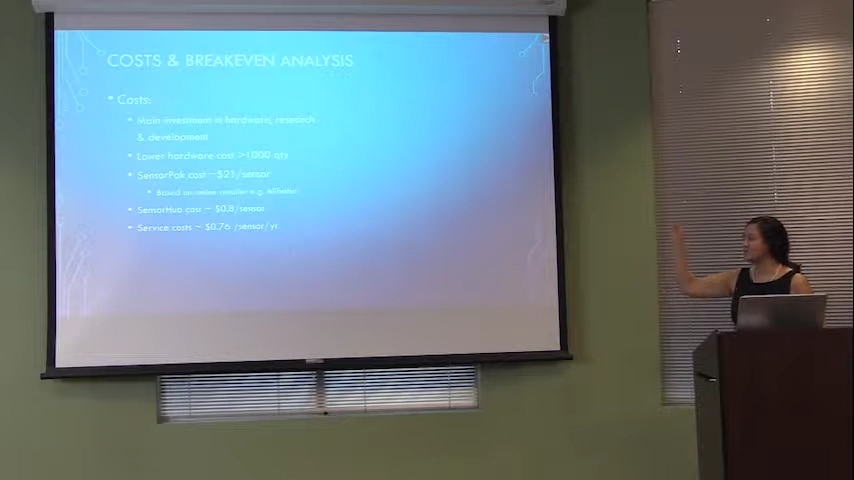 COSTS & BREAKEVEN ANALYSIS
• Costs:
• Main investment in hardware, research
& development
• Lower hardware cost >1000 qty
• SensorPak cost ~$21/sensor
• Based on online retailer e.g. Alibaba
• SensorHub cost ~ $0.8/sensor
• Service costs ~ $0.76 /sensor/yr